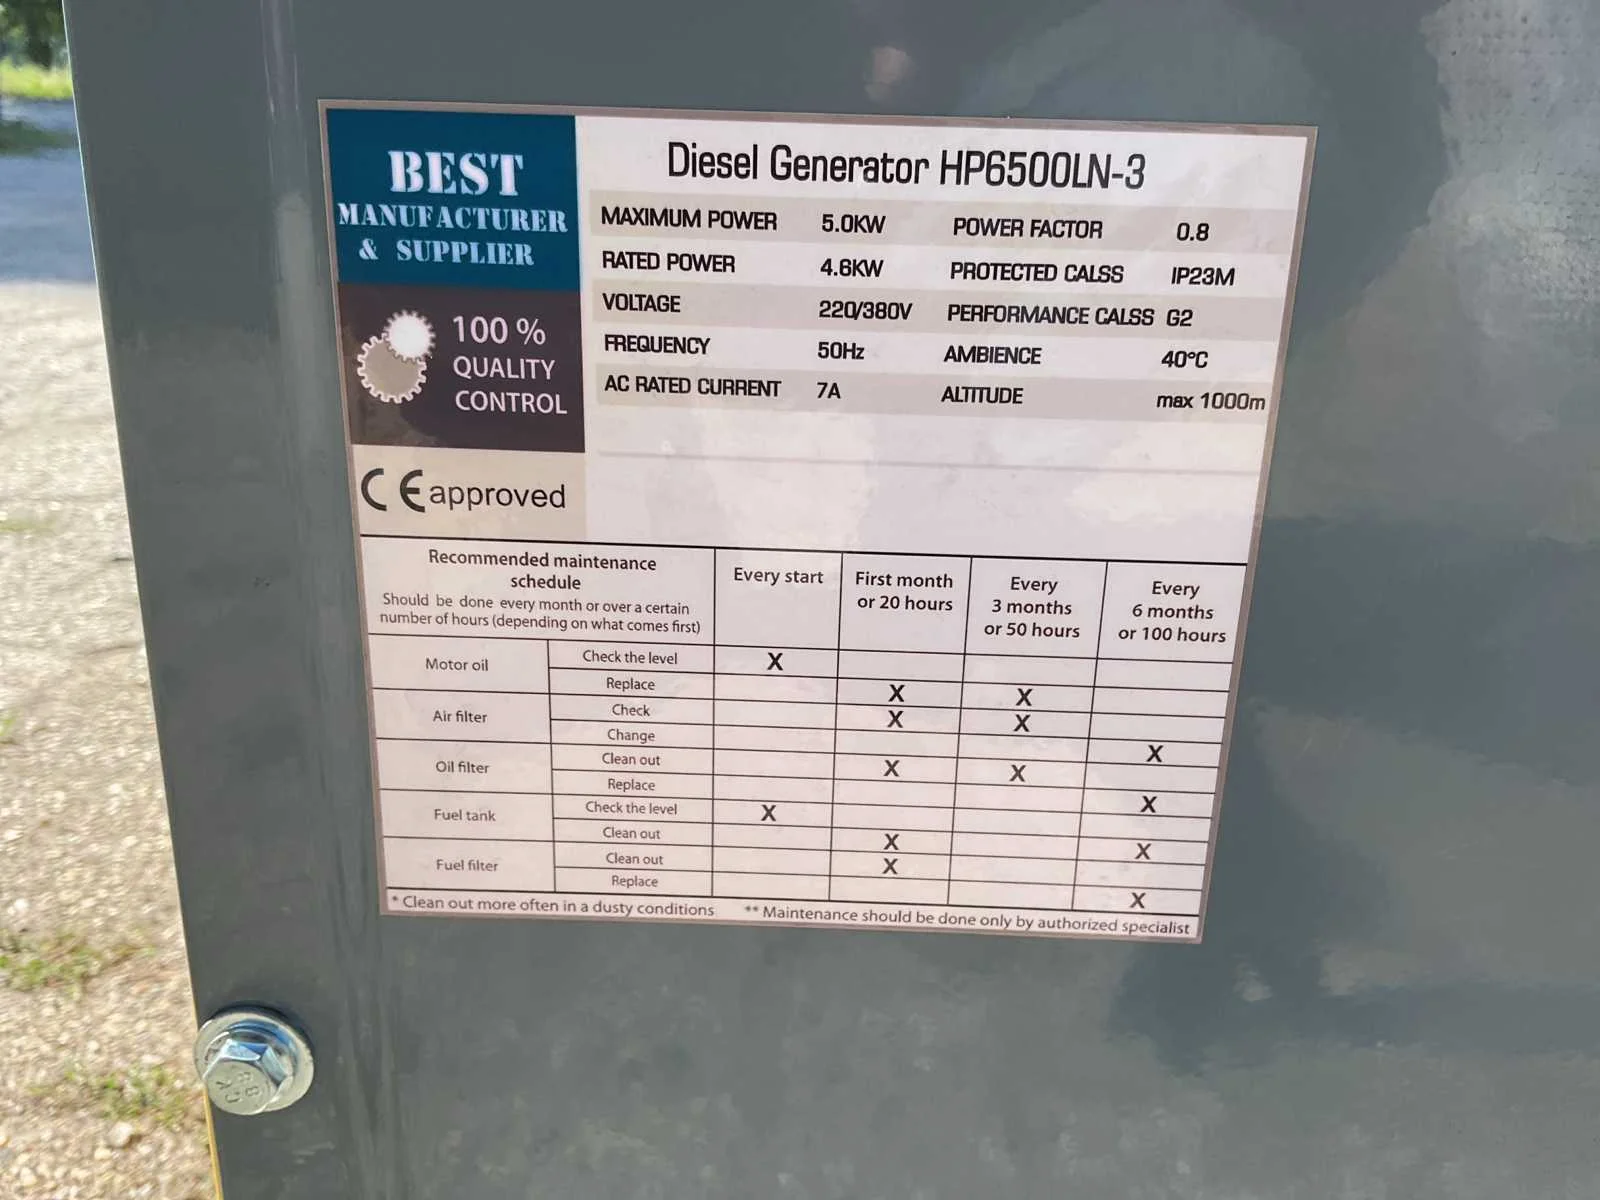 BEST
MANUFACTURER
& SUPPLIER
100 %
QUALITY
CONTROL
CE approved
Diesel Generator HP6500LN-3
MAXIMUM POWER 5.0KW POWER FACTOR 0.8
RATED POWER 4.6KW PROTECTED CALSS IP23M
VOLTAGE 220/380V PERFORMANCE CALSS G2
FREQUENCY 50Hz AMBIENCE 40°C
AC RATED CURRENT 7A ALTITUDE max 1000m
Recommended maintenance
schedule
Should be done every month or over a certain
number of hours (depending on what comes first)
Every start
First month
or 20 hours
Every
3 months
or 50 hours
Every
6 months
or 100 hours
Motor oil
Check the level X
Replace X X
Air filter
Check X X
Change X
Oil filter
Clean out X X
Replace X
Fuel tank
Check the level X
Clean out X X
Fuel filter
Clean out X
Replace X
* Clean out more often in a dusty conditions ** Maintenance should be done only by authorized specialist